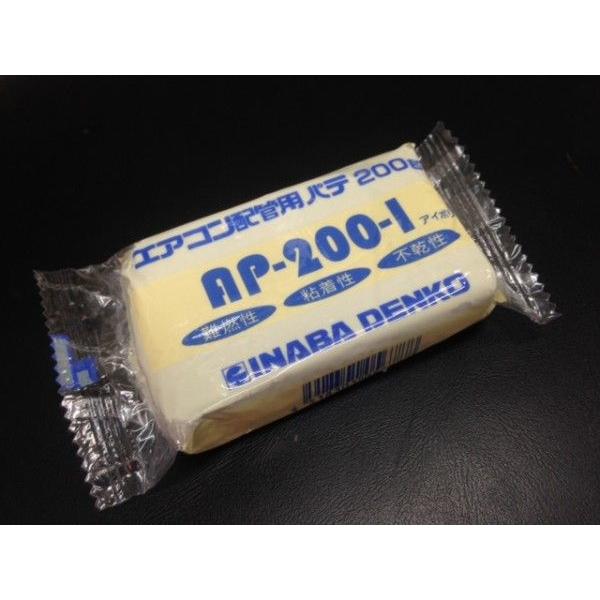 エアコン配管用パテ 200g
AP-200-I
アイボリ
難燃性 粘着性 不乾性
INABA DENKO